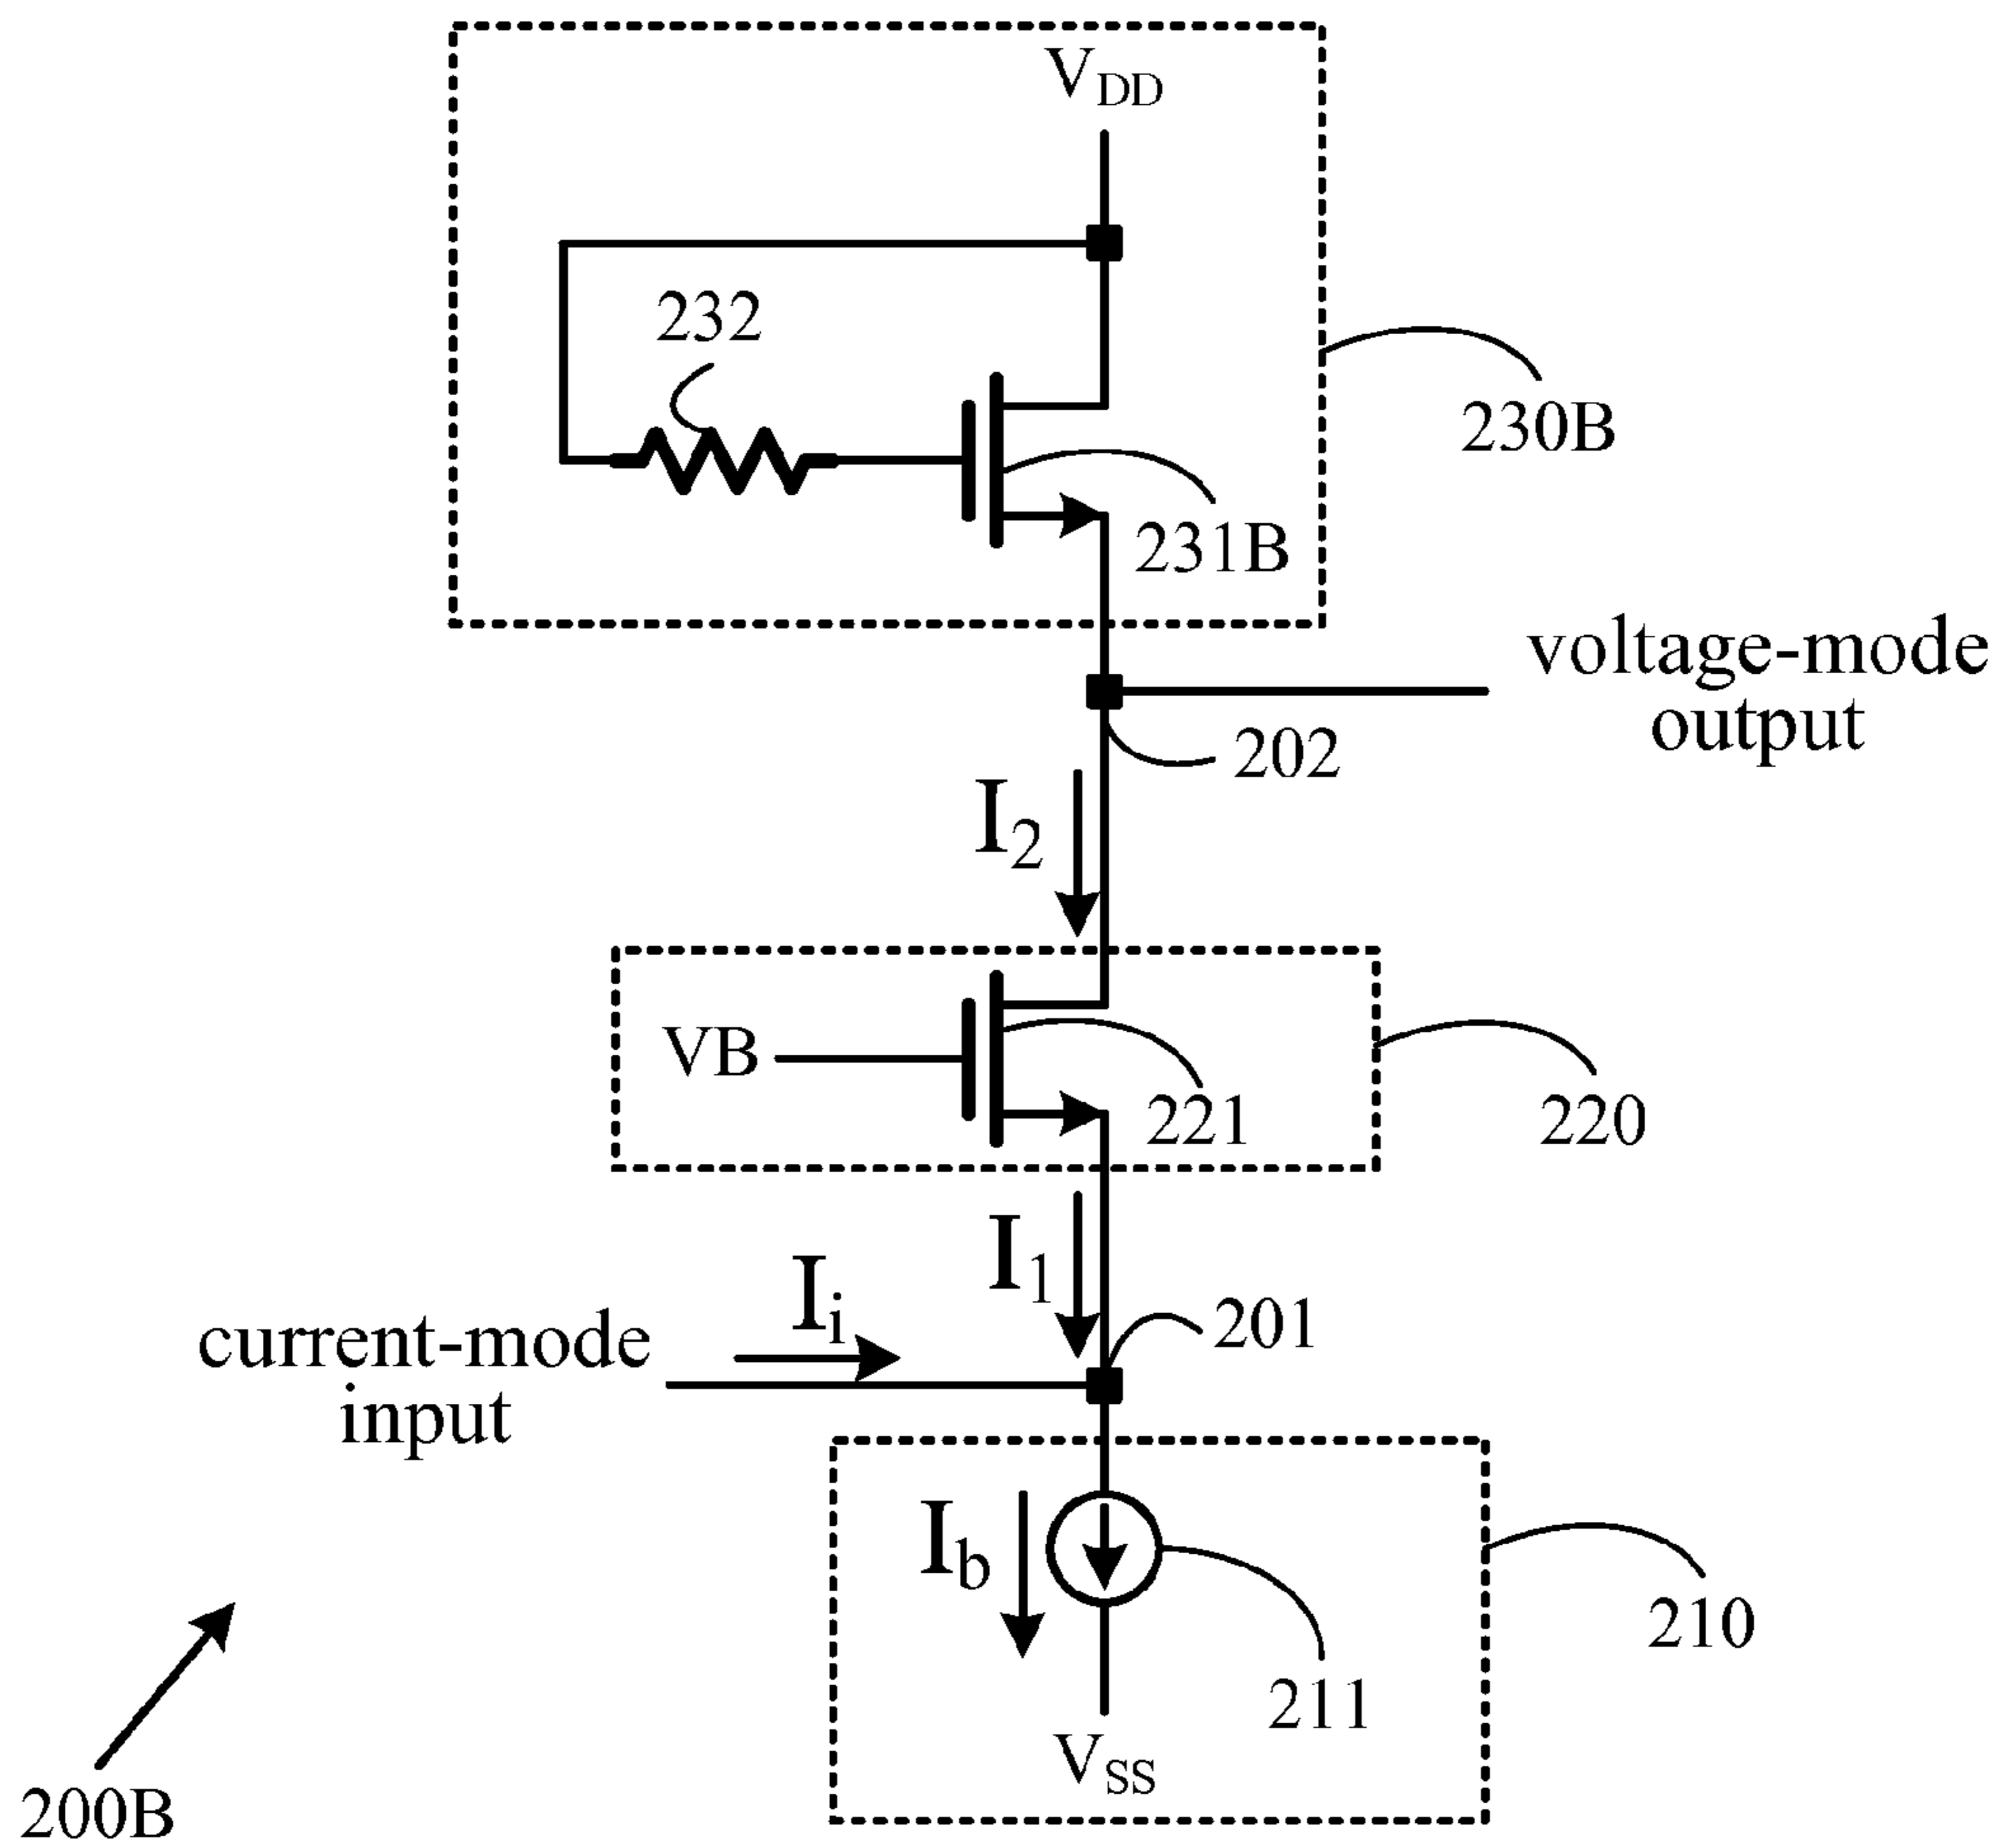 VDD
232
230B
231B
voltage-mode
output
202
I2
VB
221
220
I1
Ii
201
current-mode
input
Ib
210
211
VSS
200B